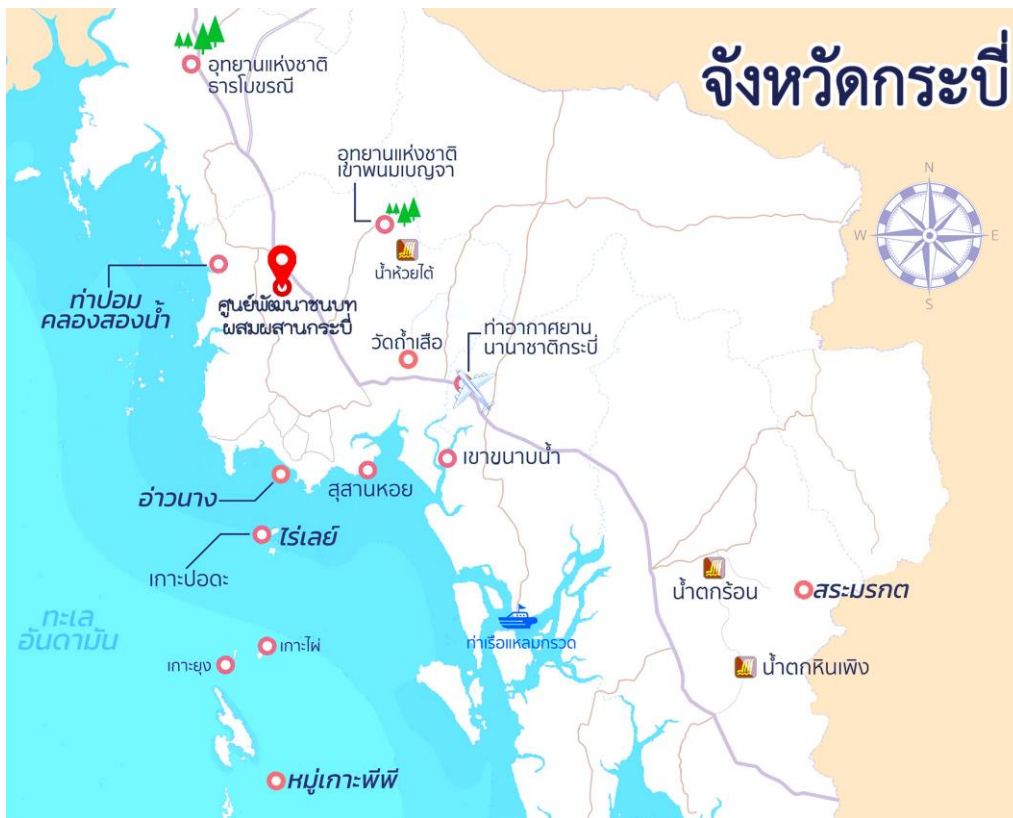 จังหวัดกระบี่
อุทยานแห่งชาติ
ธารโบขรณี
อุทยานแห่งชาติ
เขาพนมเบญจา
น้ำห้วยโต้
N
W
E
S
ท่าปอม
คลองสองน้ำ
ศูนย์พัฒนาชนบท
ผสมผสานกระบี่
วัดถ้ำเสือ
ท่าอากาศยาน
นานาชาติกระบี่
เขาขนาบน้ำ
สุสานหอย
อ่าวนาง
ไร่เลย์
เกาะปอดะ
น้ำตกร้อน
สระมรกต
ทะเล
อันดามัน
ท่าเรือแหลมกรวด
เกาะไผ่
เกาะยุง
น้ำตกหินเพิง
หมู่เกาะพีพี